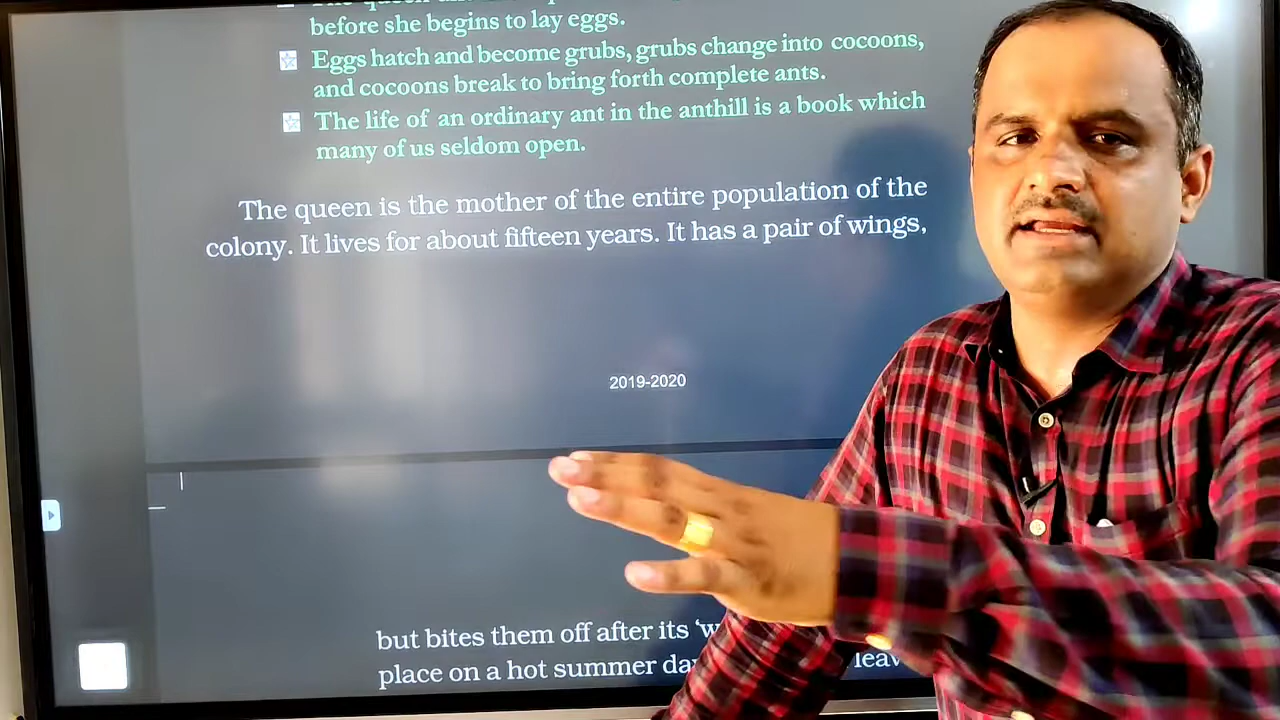 before she begins to lay eggs.
Eggs hatch and become grubs, grubs change into cocoons,
and cocoons break to bring forth complete ants.
The life of an ordinary ant in the anthill is a book which
many of us seldom open.
The queen is the mother of the entire population of the
colony. It lives for about fifteen years. It has a pair of wings,
2019-2020
but bites them off after its ‘w
place on a hot summer da leav